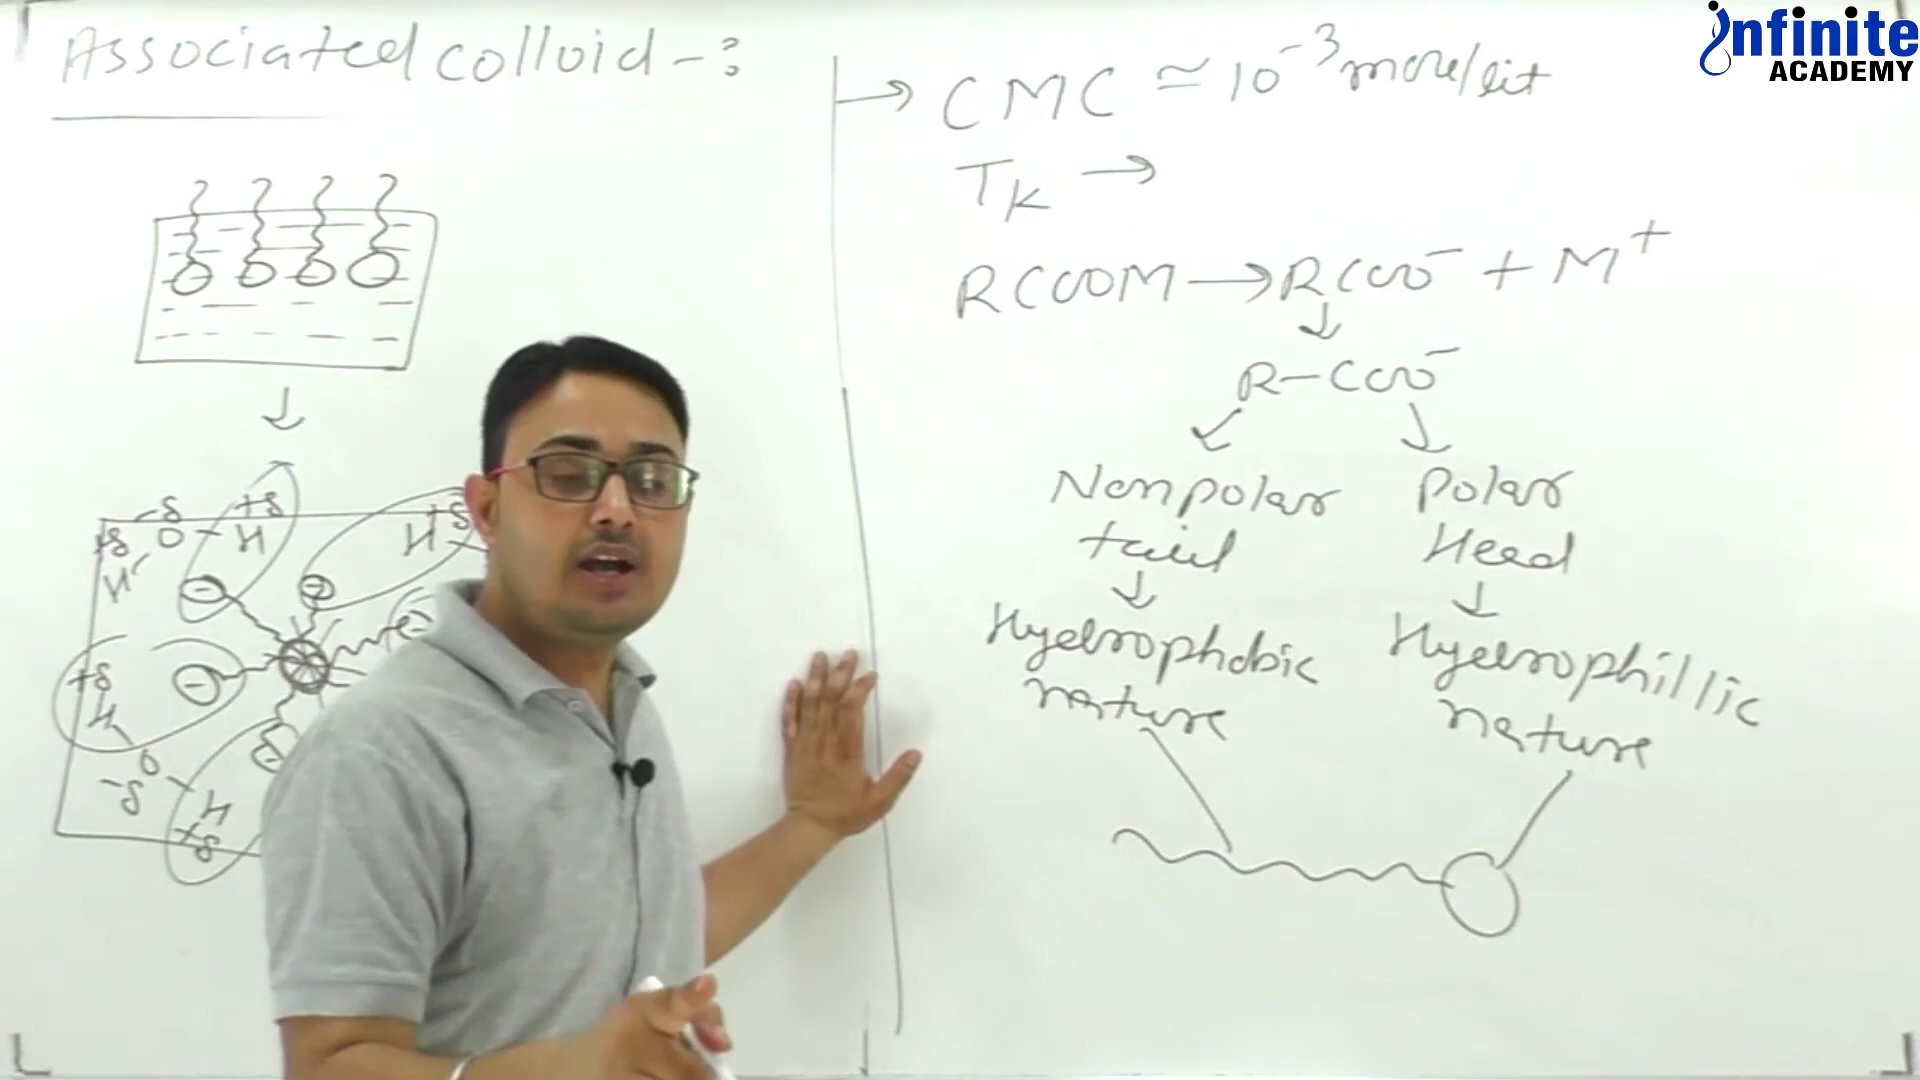 Associated colloid -:
+δ
-δ
O
H
+δ
H
+δ
H
-
-
-
-
-
+δ
H
O
-δ
H
+δ
→ CMC ≃ 10⁻³ mole/lit
T_K →
RCOOM → RCOO⁻ + M⁺
↓
R-COO⁻
Nonpolar
tail
↓
Hydrophobic
nature
Polar
Head
↓
Hydrophillic
nature
infinite
ACADEMY